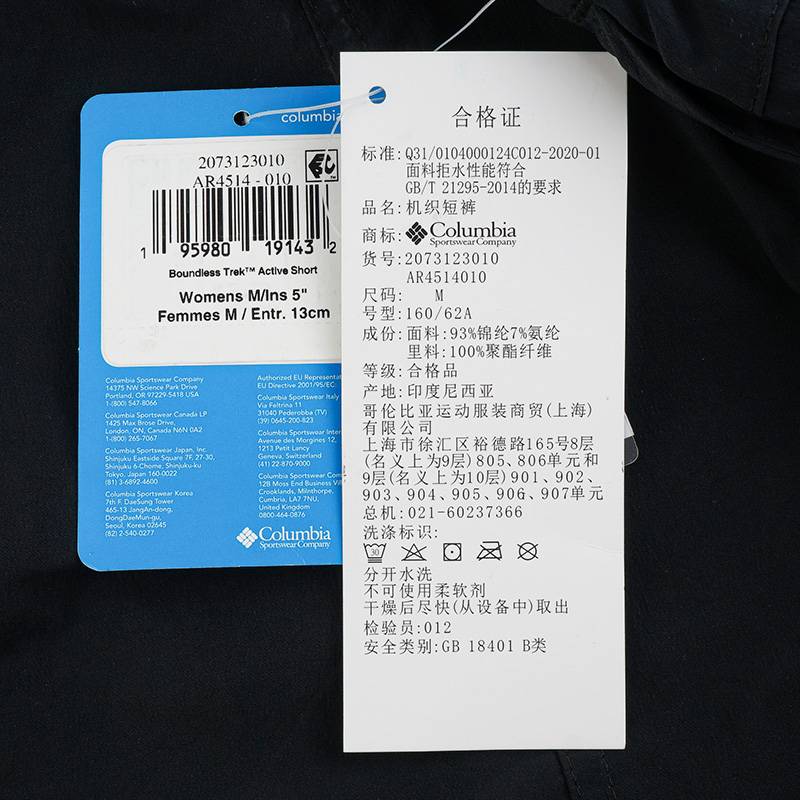 columbia
2073123010
AR4514 - 010
1 95980 19143 2
Boundless Trek™ Active Short
Womens M/Ins 5"
Femmes M / Entr. 13cm
Columbia Sportswear Company
14375 NW Science Park Drive
Portland, OR 97229-5418 USA
1-800 547-8066
Columbia Sportswear Canada LP
1425 Max Brose Drive,
London, ON, Canada N6N 0A2
1-800) 265-7067
Columbia Sportswear Japan, Inc.
Shinjuku Eastside Square 7F, 27-30,
Shinjuku 6-Chome, Shinjuku-ku
Tokyo, Japan 160-0022
(81) 3-6892-4600
Columbia Sportswear Korea
7th F. DaeSung Tower
465-13 JangAn-dong,
DongDaeMun-gu,
Seoul, Korea 02645
(82) 2-540-0277
Authorized EU Representat
EU Directive 2001/95/EC.
Columbia Sportswear Italy
Via Feltrina 11
31040 Pederobba (TV)
(39) 0645-200-823
Columbia Sportswear Inter
Avenue des Morgines 12,
1213 Petit Lancy
Geneva, Switzerland
(41) 22-870-9000
Columbia Sportswear Com
12B Moss End Business Vill
Crooklands, Milnthorpe,
Cumbria, LA7 7NU,
United Kingdom
0800-464-0876
Columbia
Sportswear Company
合格证
标准:Q31/0104000124C012-2020-01
面料拒水性能符合
GB/T 21295-2014的要求
品名:机织短裤
商标:Columbia
Sportswear Company
货号:2073123010
AR4514010
尺码: M
号型:160/62A
成份:面料:93%锦纶7%氨纶
里料:100%聚酯纤维
等级:合格品
产地:印度尼西亚
哥伦比亚运动服装商贸(上海)
有限公司
上海市徐汇区裕德路165号8层
(名义上为9层)805、806单元和
9层(名义上为10层)901、902、
903、904、905、906、907单元
总机:021-60237366
洗涤标识:
30
分开水洗
不可使用柔软剂
干燥后尽快(从设备中)取出
检验员:012
安全类别:GB 18401 B类